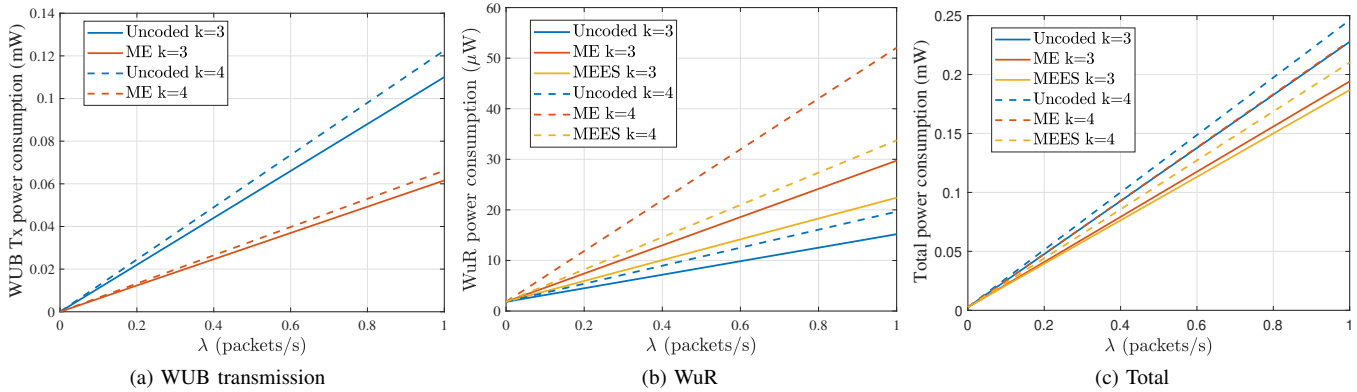 WUB Tx power consumption (mW)
0.14
0.12
0.1
0.08
0.06
0.04
0.02
0
Uncoded k=3
ME k=3
Uncoded k=4
ME k=4
0 0.2 0.4 0.6 0.8 1
λ (packets/s)
(a) WUB transmission
WuR power consumption (μW)
60
50
40
30
20
10
0
Uncoded k=3
ME k=3
MEES k=3
Uncoded k=4
ME k=4
MEES k=4
0 0.2 0.4 0.6 0.8 1
λ (packets/s)
(b) WuR
Total power consumption (mW)
0.25
0.2
0.15
0.1
0.05
0
Uncoded k=3
ME k=3
MEES k=3
Uncoded k=4
ME k=4
MEES k=4
0 0.2 0.4 0.6 0.8 1
λ (packets/s)
(c) Total